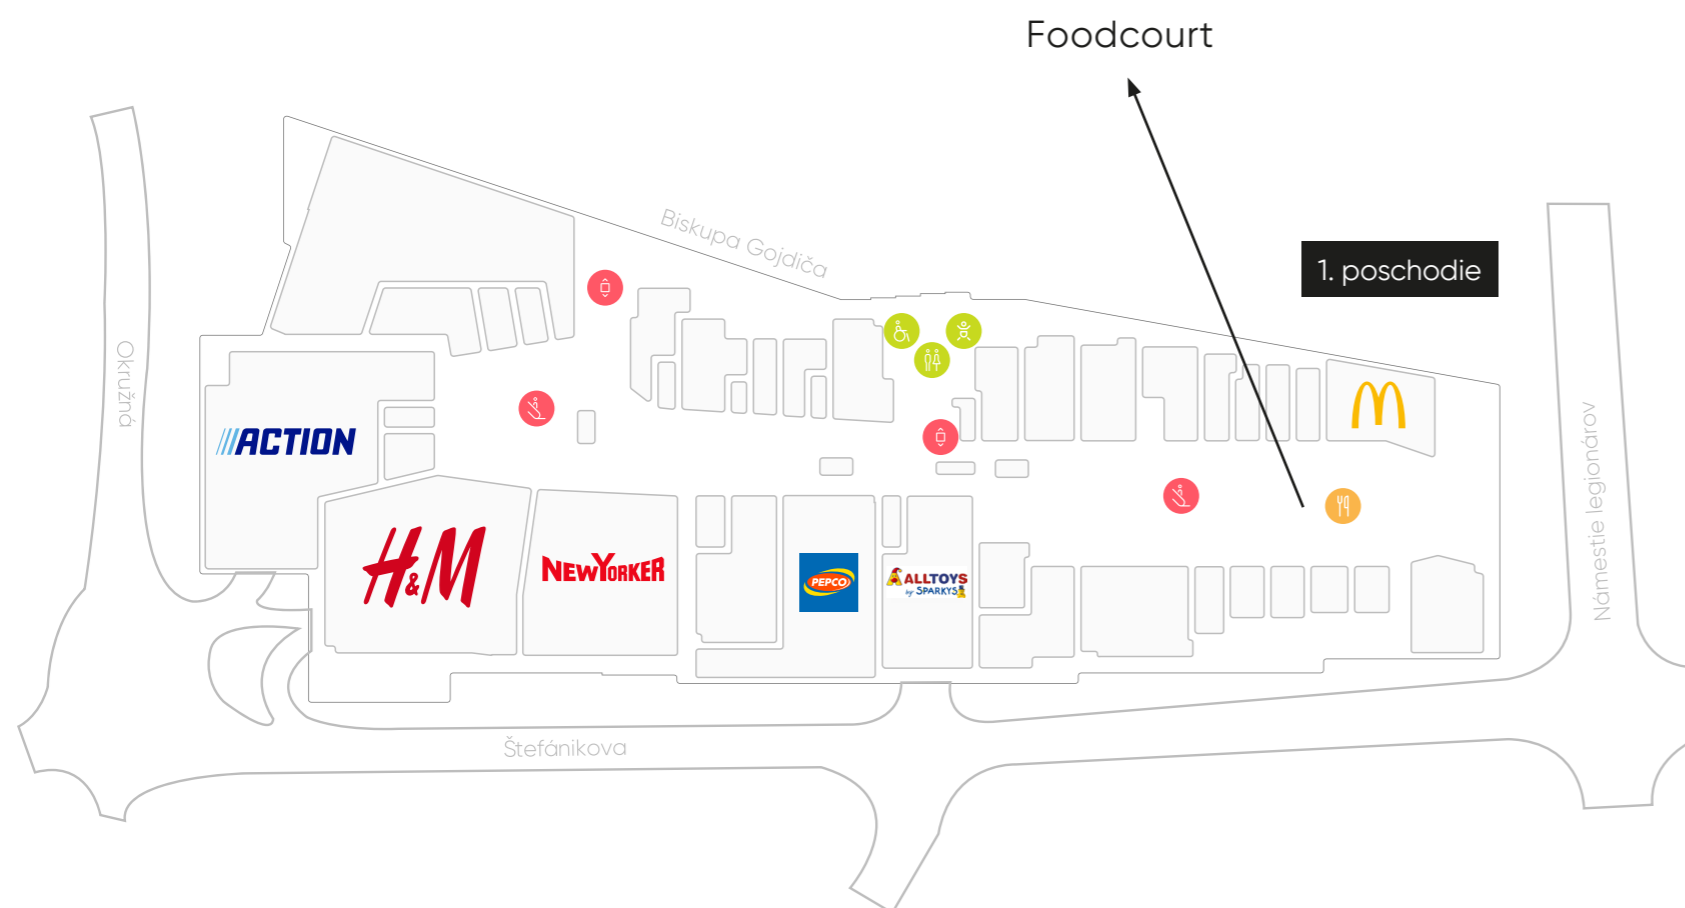 Foodcourt
Biskupa Gojdiča
1. poschodie
Okružná
ACTION
Námestie legionárov
H&M
NEWYORKER
PEPCO
ALLTOYS
by SPARKYS
Štefánikova